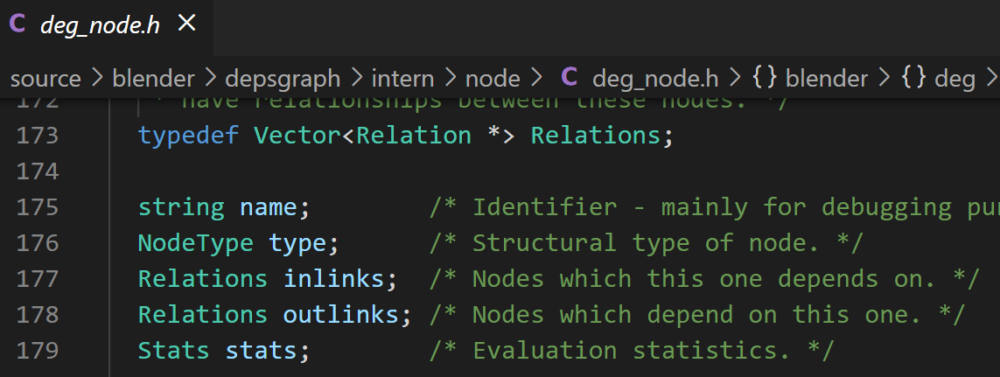 C deg_node.h ×
source > blender > depsgraph > intern > node > C deg_node.h > {} blender > {} deg >
172 * have relationships between these nodes. */
173 typedef Vector<Relation *> Relations;
174
175 string name; /* Identifier - mainly for debugging
176 NodeType type; /* Structural type of node. */
177 Relations inlinks; /* Nodes which this one depends on. */
178 Relations outlinks; /* Nodes which depend on this one. */
179 Stats stats; /* Evaluation statistics. */